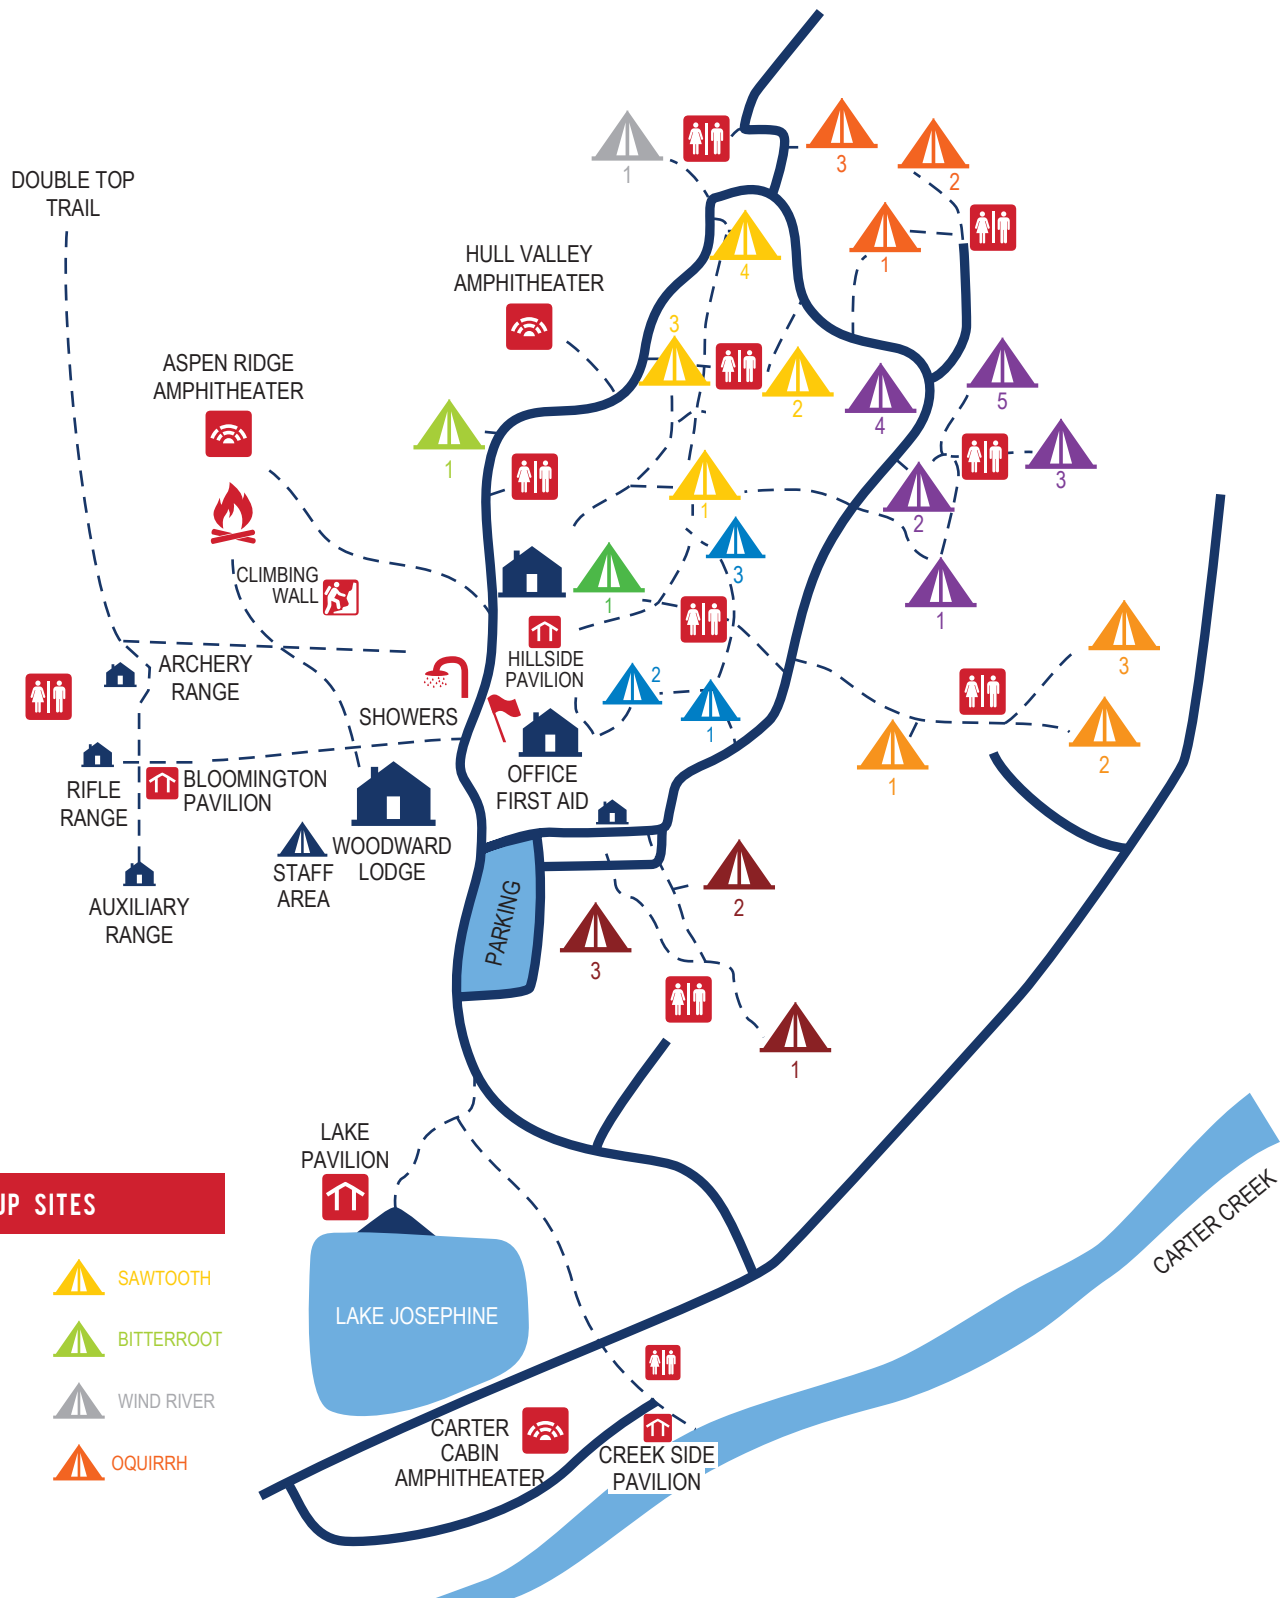 DOUBLE TOP
TRAIL
HULL VALLEY
AMPHITHEATER
ASPEN RIDGE
AMPHITHEATER
1
3
2
1
4
3
2
4
5
3
2
1
1
1
3
1
CLIMBING
WALL
HILLSIDE
PAVILION
ARCHERY
RANGE
SHOWERS
2
1
3
2
1
OFFICE
FIRST AID
RIFLE
RANGE
BLOOMINGTON
PAVILION
STAFF
AREA
WOODWARD
LODGE
AUXILIARY
RANGE
PARKING
2
3
1
LAKE
PAVILION
LAKE JOSEPHINE
CARTER CREEK
CARTER
CABIN
AMPHITHEATER
CREEK SIDE
PAVILION
UP SITES
SAWTOOTH
BITTERROOT
WIND RIVER
OQUIRRH